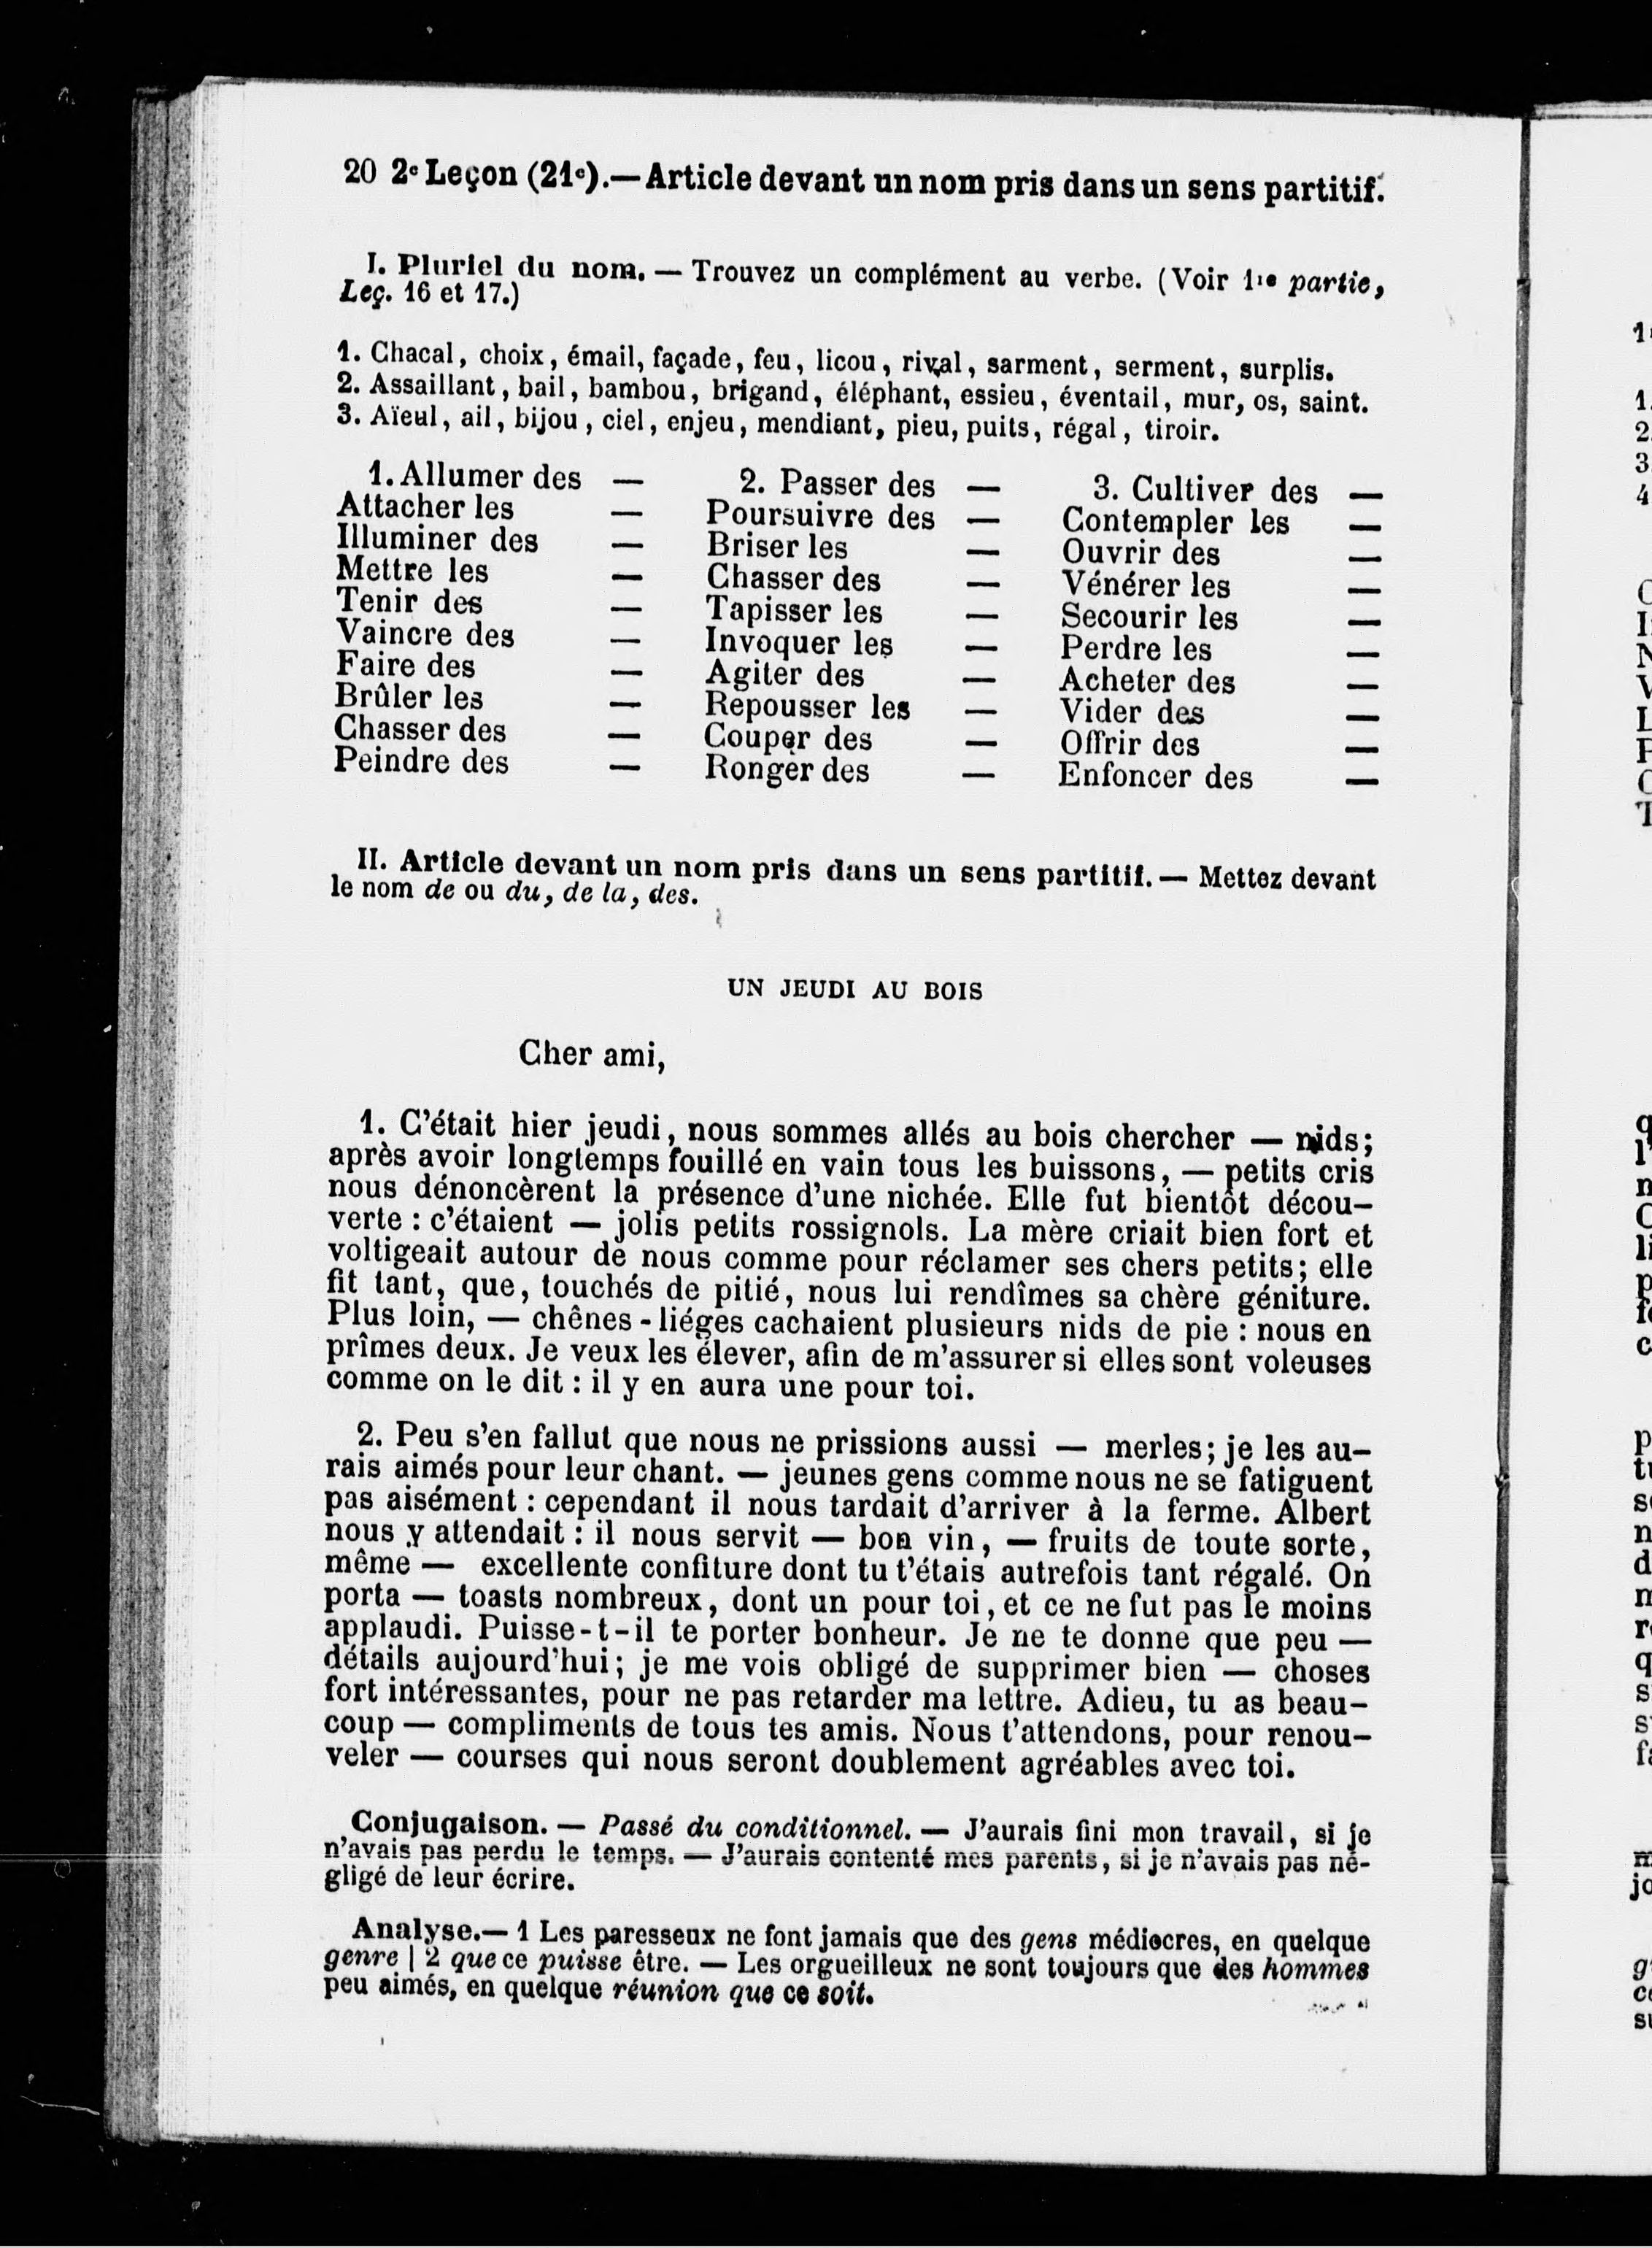 20 2e Leçon (21e).—Article devant un nom pris dans un sens partitif.
I. Pluriel du nom. — Trouvez un complément au verbe. (Voir 1re partie,
Leç. 16 et 17.)
1. Chacal, choix, émail, façade, feu, licou, rival, sarment, serment, surplis.
2. Assaillant, bail, bambou, brigand, éléphant, essieu, éventail, mur, os, saint.
3. Aïeul, ail, bijou, ciel, enjeu, mendiant, pieu, puits, régal, tiroir.
1. Allumer des — 2. Passer des — 3. Cultiver des —
Attacher les — Poursuivre des — Contempler les —
Illuminer des — Briser les — Ouvrir des —
Mettre les — Chasser des — Vénérer les —
Tenir des — Tapisser les — Secourir les —
Vaincre des — Invoquer les — Perdre les —
Faire des — Agiter des — Acheter des —
Brûler les — Repousser les — Vider des —
Chasser des — Couper des — Offrir des —
Peindre des — Ronger des — Enfoncer des —
II. Article devant un nom pris dans un sens partitif. — Mettez devant
le nom de ou du, de la, des.
UN JEUDI AU BOIS
Cher ami,
1. C'était hier jeudi, nous sommes allés au bois chercher — nids;
après avoir longtemps fouillé en vain tous les buissons, — petits cris
nous dénoncèrent la présence d'une nichée. Elle fut bientôt décou-
verte : c'étaient — jolis petits rossignols. La mère criait bien fort et
voltigeait autour de nous comme pour réclamer ses chers petits; elle
fit tant, que, touchés de pitié, nous lui rendîmes sa chère géniture.
Plus loin, — chênes-liéges cachaient plusieurs nids de pie : nous en
prîmes deux. Je veux les élever, afin de m'assurer si elles sont voleuses
comme on le dit : il y en aura une pour toi.
2. Peu s'en fallut que nous ne prissions aussi — merles; je les au-
rais aimés pour leur chant. — jeunes gens comme nous ne se fatiguent
pas aisément : cependant il nous tardait d'arriver à la ferme. Albert
nous y attendait : il nous servit — bon vin, — fruits de toute sorte,
même — excellente confiture dont tu t'étais autrefois tant régalé. On
porta — toasts nombreux, dont un pour toi, et ce ne fut pas le moins
applaudi. Puisse-t-il te porter bonheur. Je ne te donne que peu —
détails aujourd'hui; je me vois obligé de supprimer bien — choses
fort intéressantes, pour ne pas retarder ma lettre. Adieu, tu as beau-
coup — compliments de tous tes amis. Nous t'attendons, pour renou-
veler — courses qui nous seront doublement agréables avec toi.
Conjugaison. — Passé du conditionnel. — J'aurais fini mon travail, si je
n'avais pas perdu le temps. — J'aurais contenté mes parents, si je n'avais pas né-
gligé de leur écrire.
Analyse.— 1 Les paresseux ne font jamais que des gens médiocres, en quelque
genre | 2 que ce puisse être. — Les orgueilleux ne sont toujours que des hommes
peu aimés, en quelque réunion que ce soit.